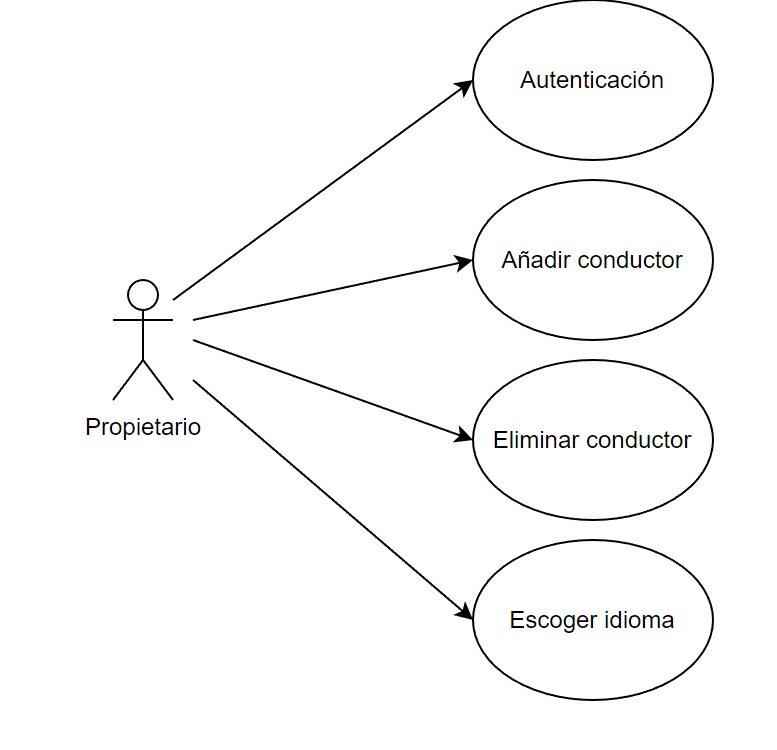 Autenticación
Añadir conductor
Propietario
Eliminar conductor
Escoger idioma